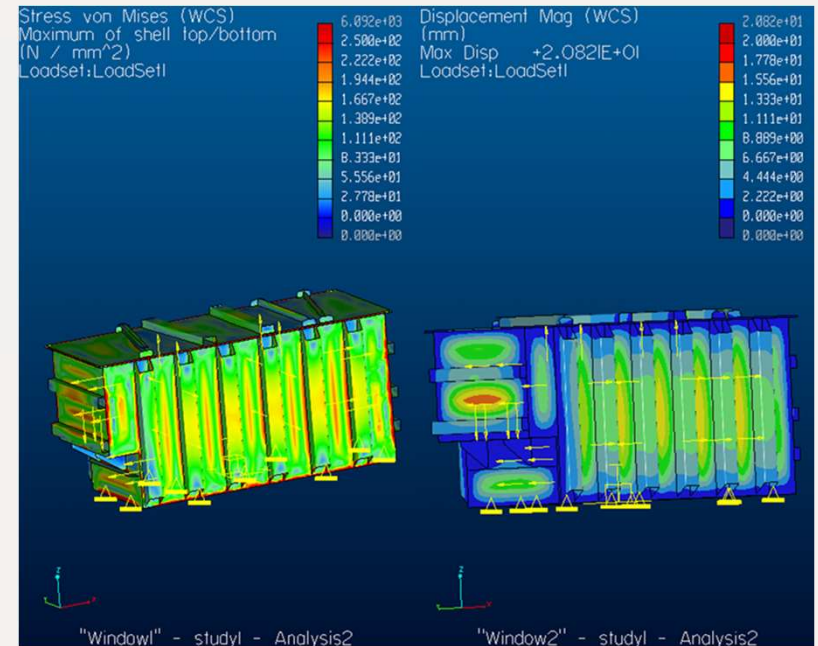 Stress von Mises (WCS)
Maximum of shell top/bottom
(N / mm^2)
Loadset:LoadSet1
6.092e+03
2.500e+02
2.222e+02
1.944e+02
1.667e+02
1.389e+02
1.111e+02
8.333e+01
5.556e+01
2.778e+01
0.000e+00
0.000e+00
Displacement Mag (WCS)
(mm)
Max Disp +2.0821E+01
Loadset:LoadSet1
2.082e+01
2.000e+01
1.778e+01
1.556e+01
1.333e+01
1.111e+01
8.889e+00
6.667e+00
4.444e+00
2.222e+00
0.000e+00
0.000e+00
"Window1" - study1 - Analysis2
"Window2" - study1 - Analysis2